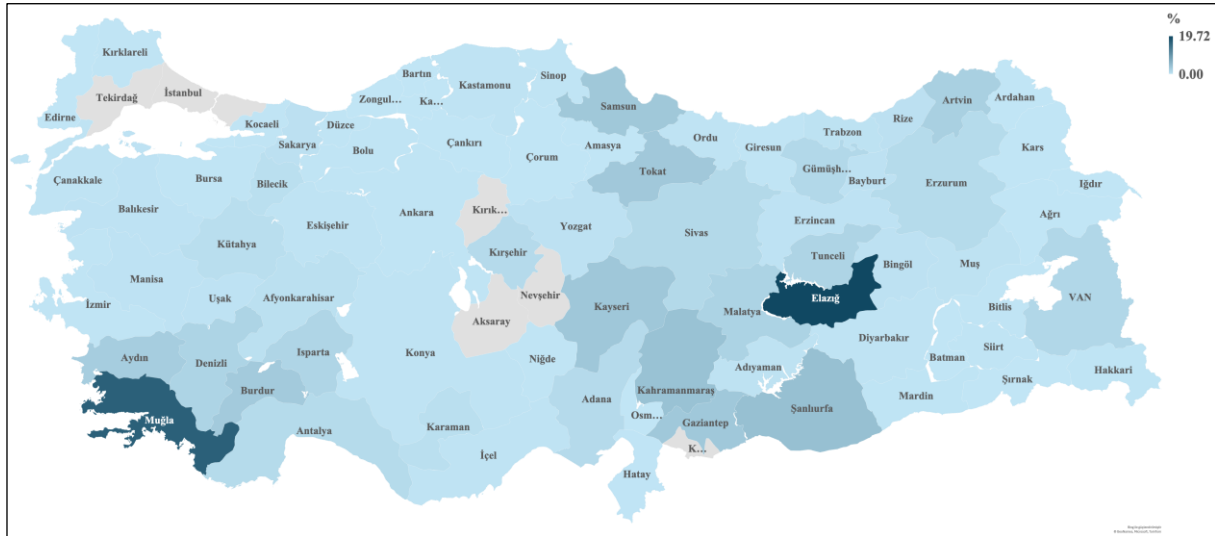 %
19.72
0.00
Kırklareli
Tekirdağ
İstanbul
Edirne
Kocaeli
Sakarya
Düzce
Zongul...
Bartın
Ka...
Kastamonu
Sinop
Samsun
Bolu
Çankırı
Çorum
Amasya
Tokat
Ordu
Giresun
Trabzon
Rize
Artvin
Ardahan
Kars
Gümüşh...
Bayburt
Erzurum
Iğdır
Ağrı
Çanakkale
Bursa
Bilecik
Balıkesir
Eskişehir
Ankara
Kırık...
Yozgat
Sivas
Erzincan
Kütahya
Kırşehir
Tunceli
Bingöl
Muş
VAN
Manisa
Uşak
Afyonkarahisar
İzmir
Nevşehir
Aksaray
Kayseri
Malatya
Elazığ
Bitlis
Diyarbakır
Batman
Siirt
Hakkari
Şırnak
Mardin
Aydın
Denizli
Isparta
Burdur
Konya
Niğde
Adıyaman
Kahramanmaraş
Şanlıurfa
Muğla
Antalya
Karaman
İçel
Adana
Osm...
Gaziantep
K...
Hatay